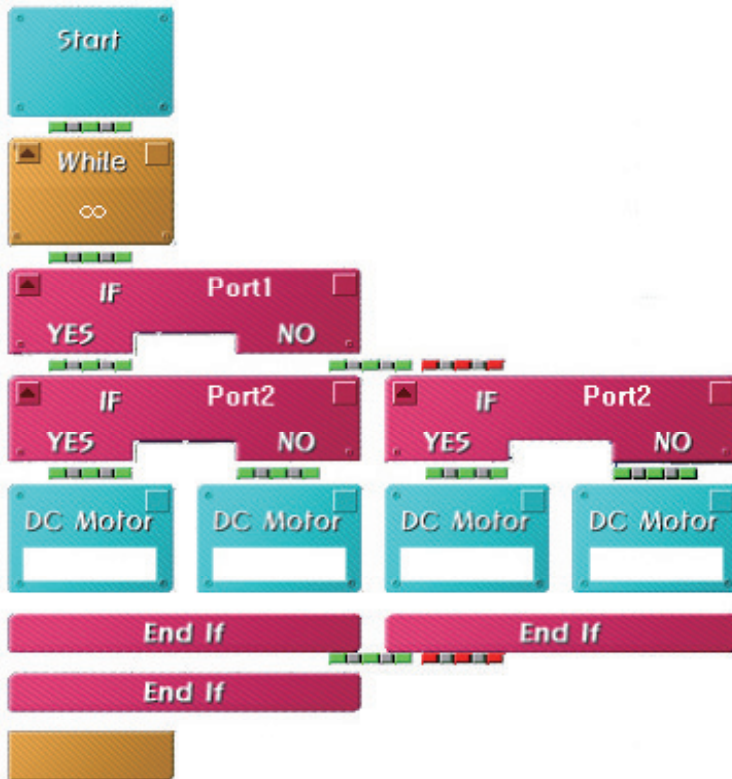 Start
While
∞
IF Port1
YES NO
IF Port2 IF Port2
YES NO YES NO
DC Motor DC Motor DC Motor DC Motor
End If End If
End If